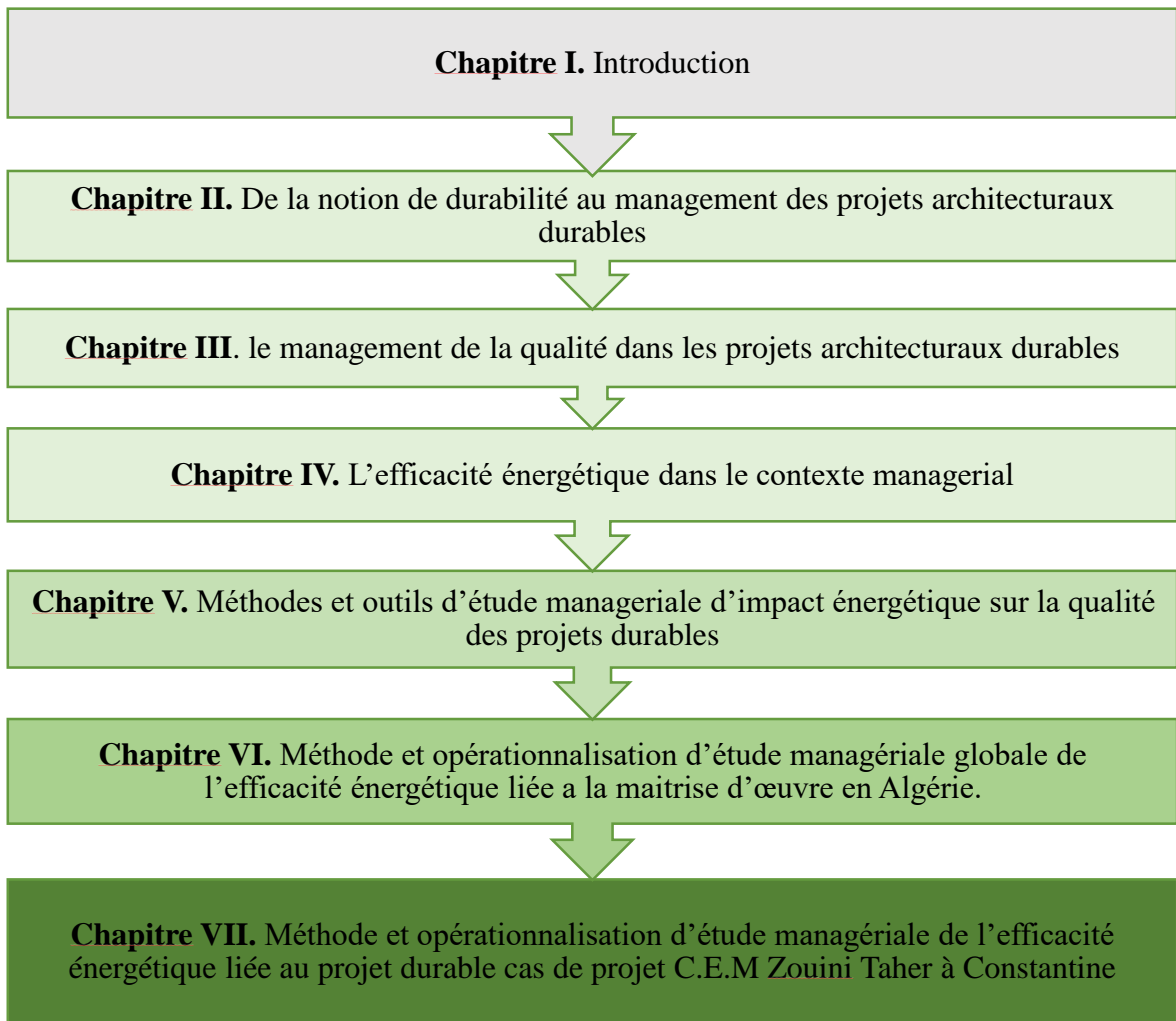 Chapitre I. Introduction
Chapitre II. De la notion de durabilité au management des projets architecturaux
durables
Chapitre III. le management de la qualité dans les projets architecturaux durables
Chapitre IV. L’efficacité énergétique dans le contexte managerial
Chapitre V. Méthodes et outils d’étude manageriale d’impact énergétique sur la qualité
des projets durables
Chapitre VI. Méthode et opérationnalisation d’étude managériale globale de
l’efficacité énergétique liée a la maitrise d’œuvre en Algérie.
Chapitre VII. Méthode et opérationnalisation d’étude managériale de l’efficacité
énergétique liée au projet durable cas de projet C.E.M Zouini Taher à Constantine